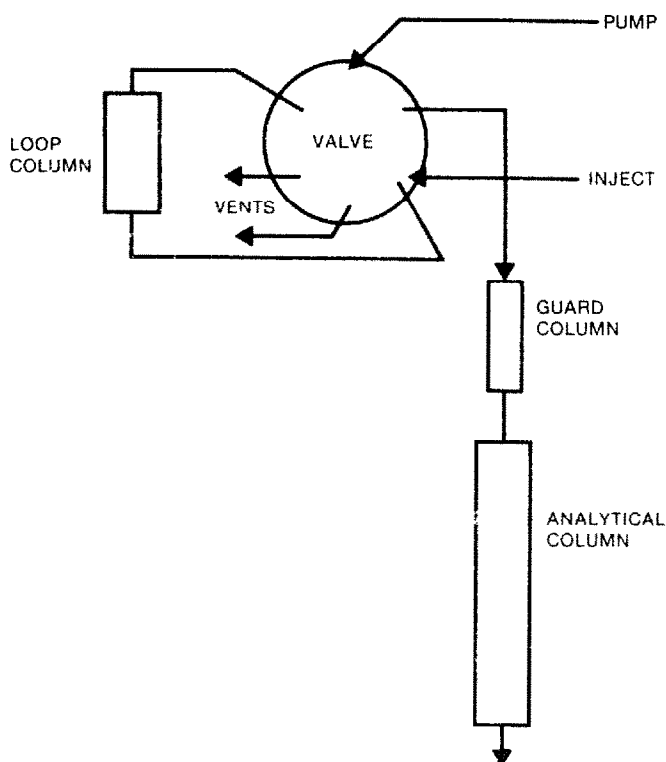 PUMP
VALVE
LOOP
COLUMN
INJECT
VENTS
GUARD
COLUMN
ANALYTICAL
COLUMN